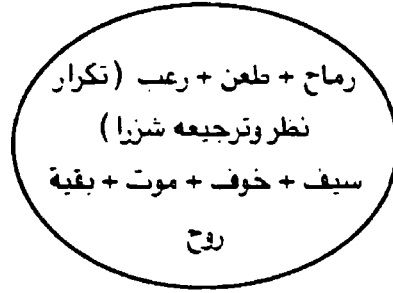 رماح + طعن + رعب (تكرار
نظر وترجيعه شزرا)
سيف + خوف + موت + بقية
روح